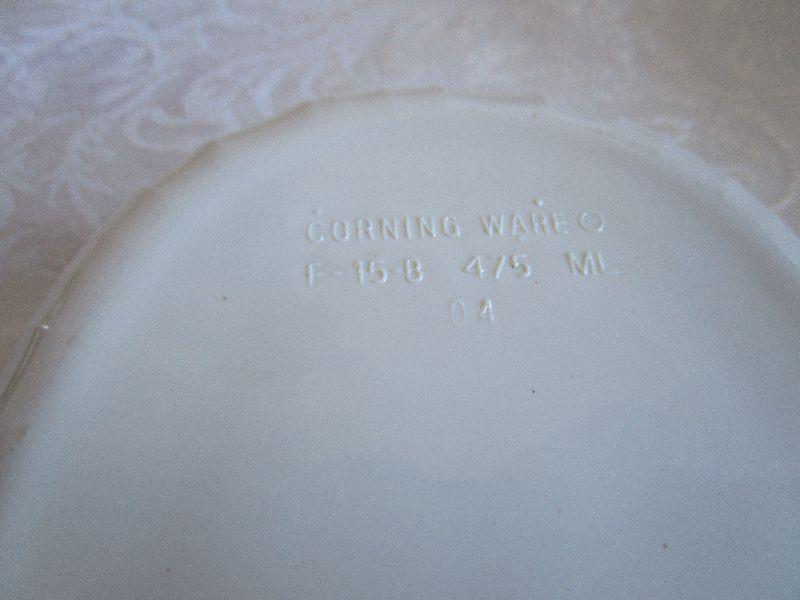 CORNING WARE ®
F-15-B 475 ML
04